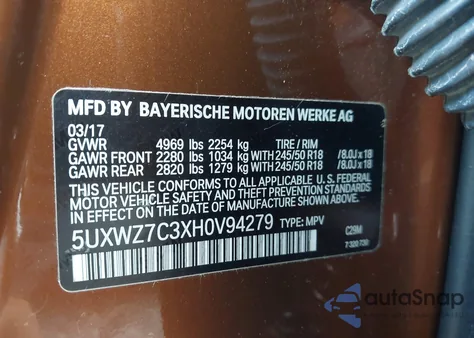 MFD BY BAYERISCHE MOTOREN WERKE AG
03/17
GVWR 4969 lbs 2254 kg TIRE / RIM
GAWR FRONT 2280 lbs 1034 kg WITH 245/50 R18 /8.0J x 18
GAWR REAR 2820 lbs 1279 kg WITH 245/50 R18 /8.0J x 18
THIS VEHICLE CONFORMS TO ALL APPLICABLE U.S. FEDERAL
MOTOR VEHICLE SAFETY, BUMPER, AND THEFT PREVENTION
STANDARDS IN EFFECT ON THE DATE OF MANUFACTURE SHOWN ABOVE.
5UXWZ7C3XH0V94279 TYPE: MPV
C29M
autoSnap